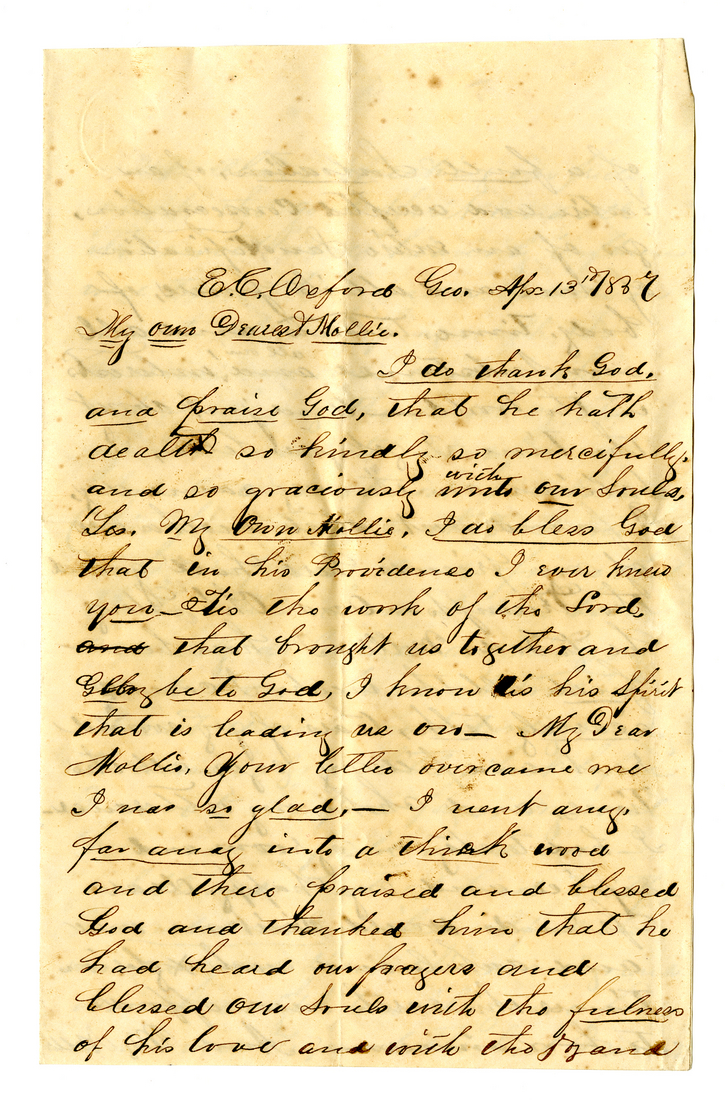 E.C. Oxford Geo. Apr 13th/1857
My own Dearest Mollie.
I do thank God,
and praise God, that he hath
dealt so kindly so mercifully,
and so graciously with unto our Souls,
Yes. My Own Mollie, I do bless God
that in his Providence I ever knew
you - 'Tis the work of the Lord,
and that brought us together and
Glory be to God, I know 'tis his Spirit
that is leading us on — My Dear
Mollie, Your letter overcame me
I was so glad, — I went away,
far away into a thick wood
and there praised and blessed
God and thanked him that he
had heard our prayers and
blessed our Souls with the fulness
of his love and with the